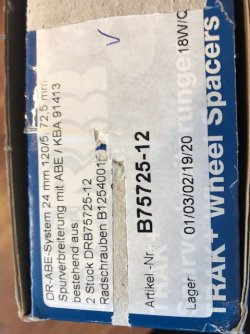 DR-ABE-System 24 mm 120/5, 72,5 mm
Spurverbreiterung mit ABE / KBA 91413
bestehend aus
2 Stück DRB75725-12
Radschrauben B1254001
Artikel -Nr.: B75725-12
Lager : 01/03/02/19/20
18W/Q
TRAK+ Wheel Spacers